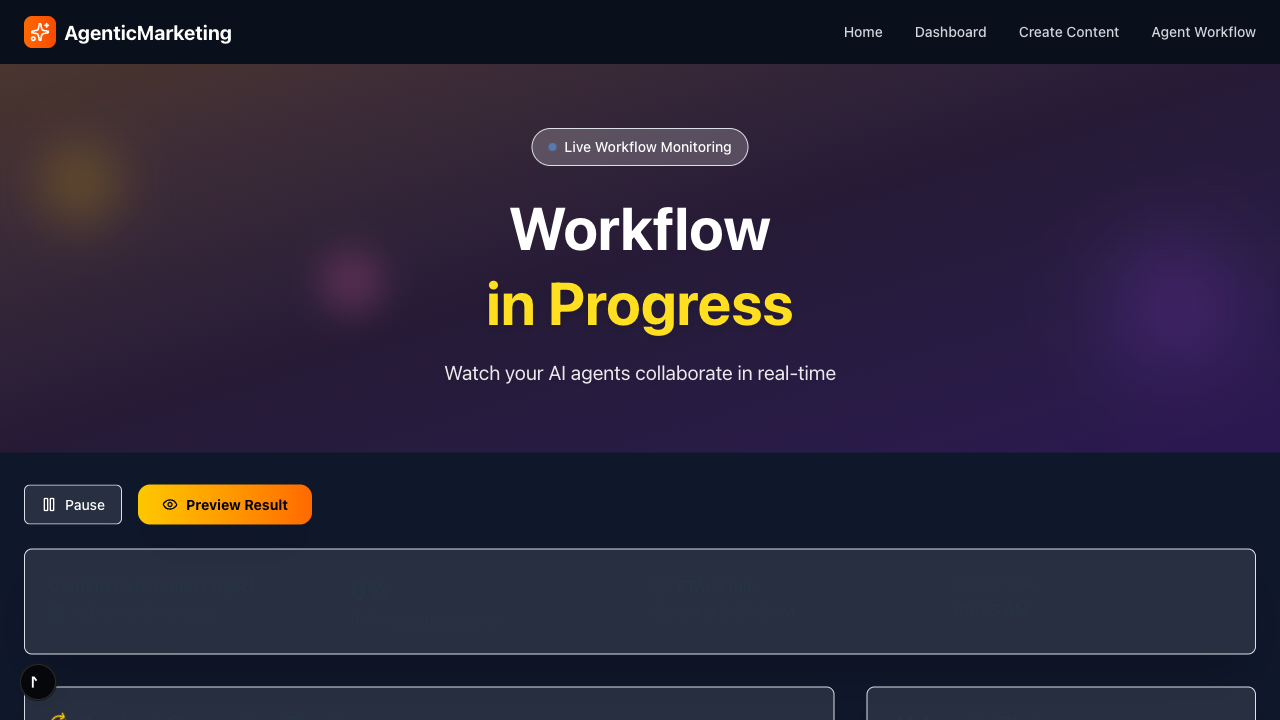 AgenticMarketing
Home
Dashboard
Create Content
Agent Workflow
Live Workflow Monitoring
Workflow
in Progress
Watch your AI agents collaborate in real-time
Pause
Preview Result